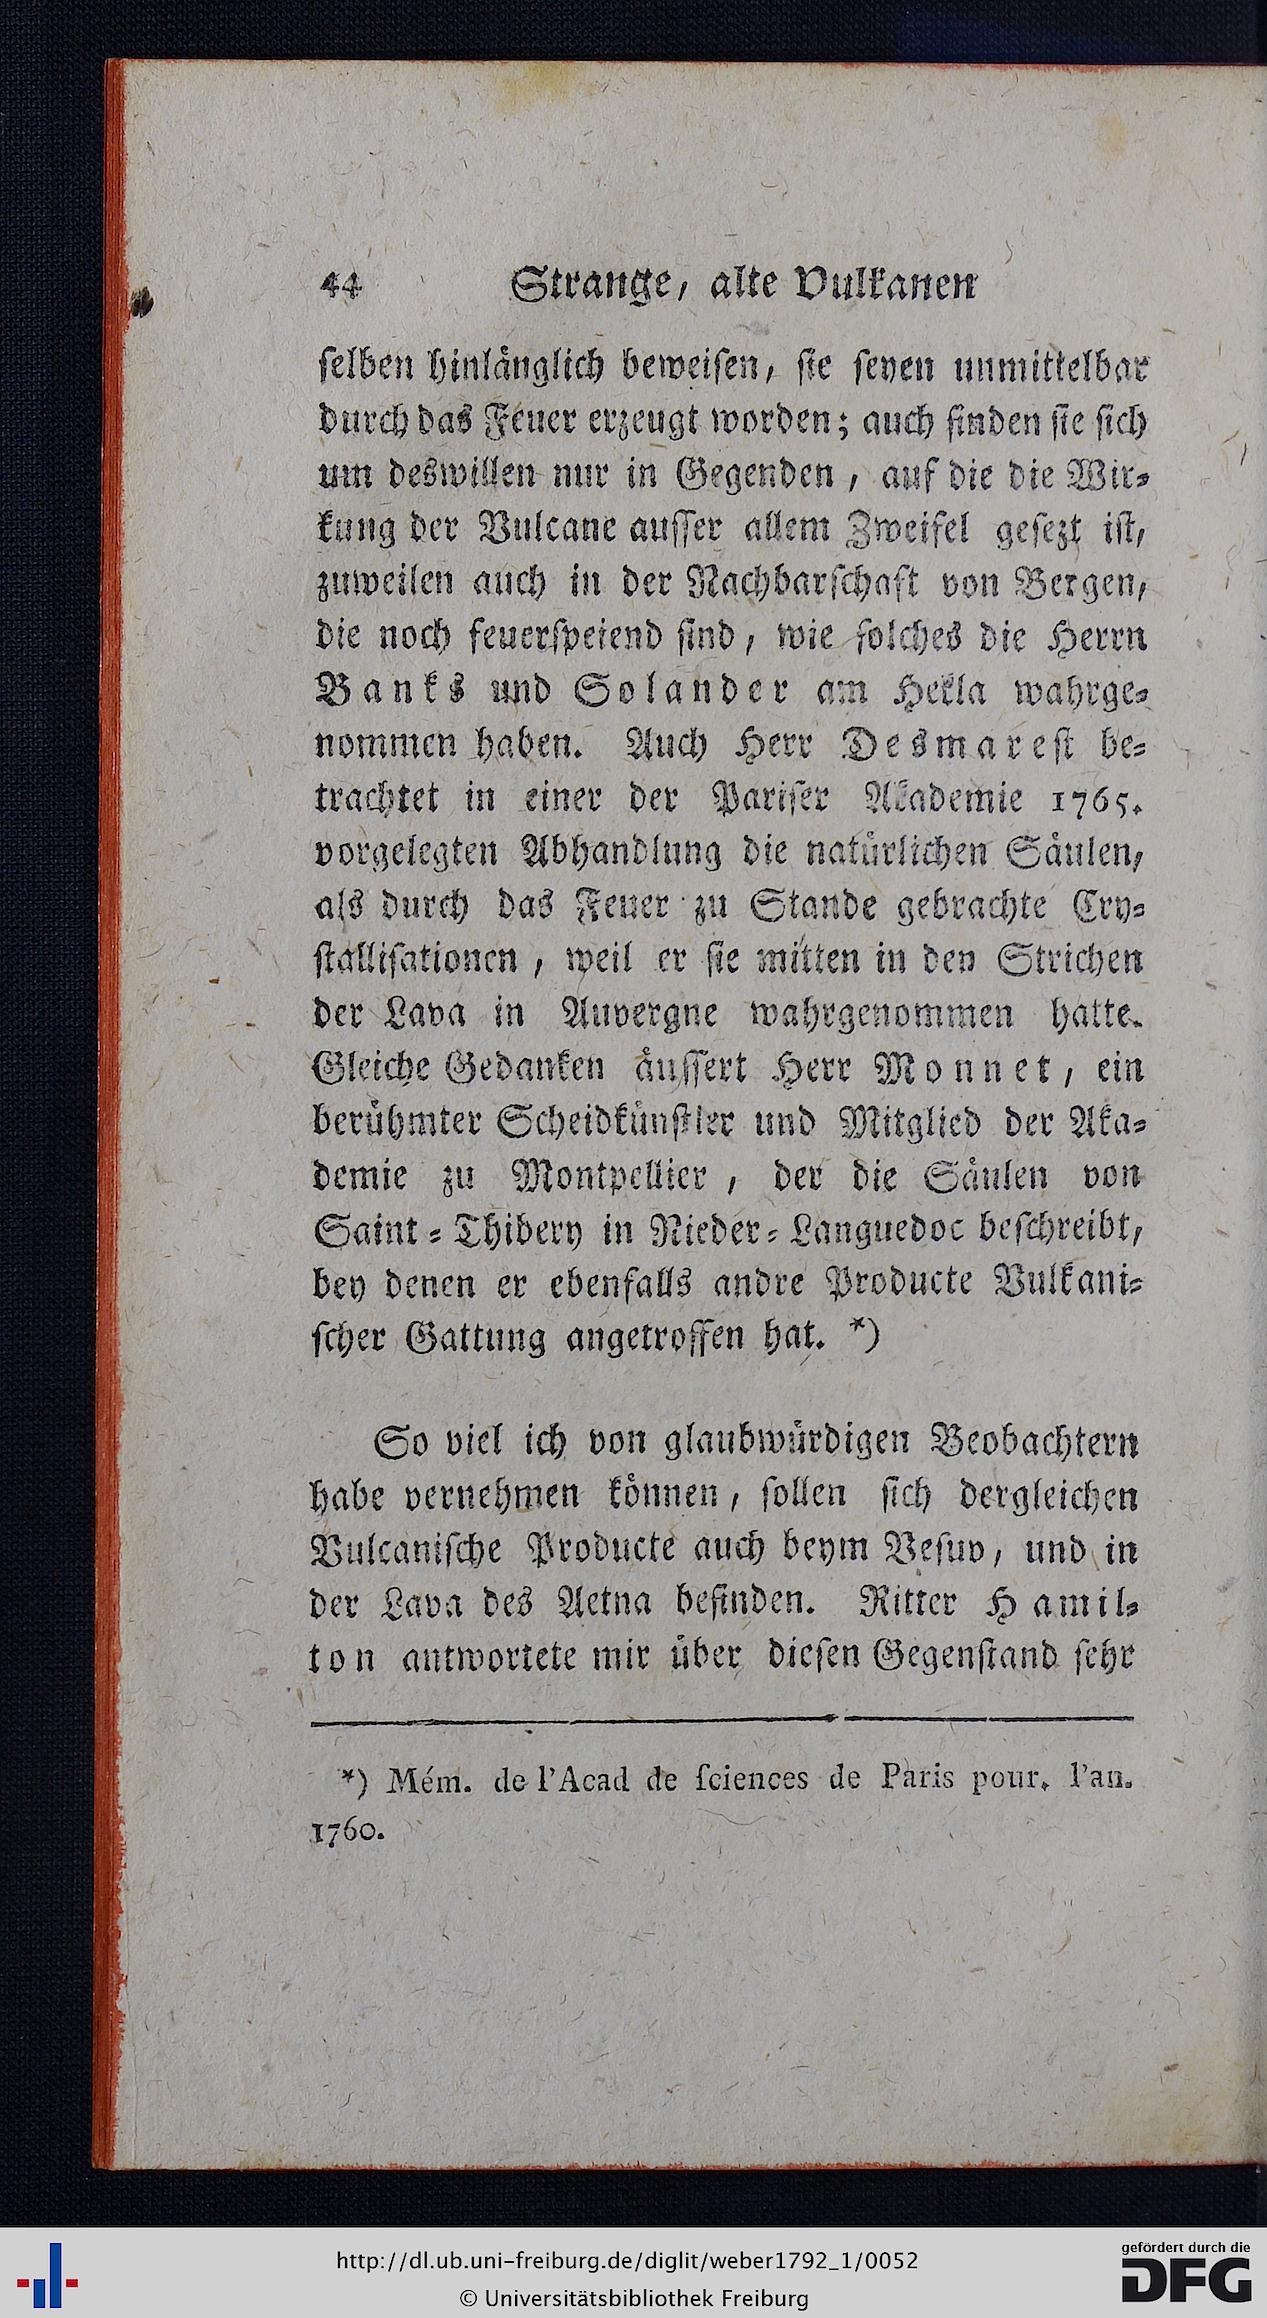 44 Strange, alte Vulkanen
ſelben hinlänglich beweiſen, ſie ſeyen unmittelbar
durch das Feuer erzeugt worden; auch finden ſie ſich
um deswillen nur in Gegenden, auf die die Wir⸗
kung der Vulcane auſſer allem Zweifel geſezt iſt,
zuweilen auch in der Nachbarſchaft von Bergen,
die noch feuerſpeiend ſind, wie ſolches die Herrn
Banks und Solander am Hekla wahrge⸗
nommen haben. Auch Herr Desmareſt be⸗
trachtet in einer der Pariſer Akademie 1765.
vorgelegten Abhandlung die natürlichen Säulen,
als durch das Feuer zu Stande gebrachte Cry⸗
ſtalliſationen, weil er ſie mitten in den Strichen
der Lava in Auvergne wahrgenommen hatte.
Gleiche Gedanken äuſſert Herr Monnet, ein
berühmter Scheidkünſtler und Mitglied der Aka⸗
demie zu Montpellier, der die Säulen von
Saint⸗Thibery in Nieder⸗Languedoc beſchreibt,
bey denen er ebenfalls andre Producte Vulkani⸗
ſcher Gattung angetroffen hat. *)
So viel ich von glaubwürdigen Beobachtern
habe vernehmen können, ſollen ſich dergleichen
Vulcaniſche Producte auch beym Veſuv, und in
der Lava des Aetna befinden. Ritter Hamil⸗
ton antwortete mir über dieſen Gegenſtand ſehr
*) Mém. de l'Acad de ſciences de Paris pour. l'an.
1760.
http://dl.ub.uni-freiburg.de/diglit/weber1792_1/0052
© Universitätsbibliothek Freiburg
gefördert durch die
DFG